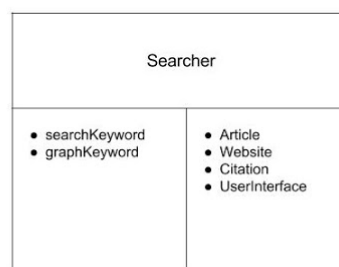 Searcher
● searchKeyword
● graphKeyword
● Article
● Website
● Citation
● UserInterface